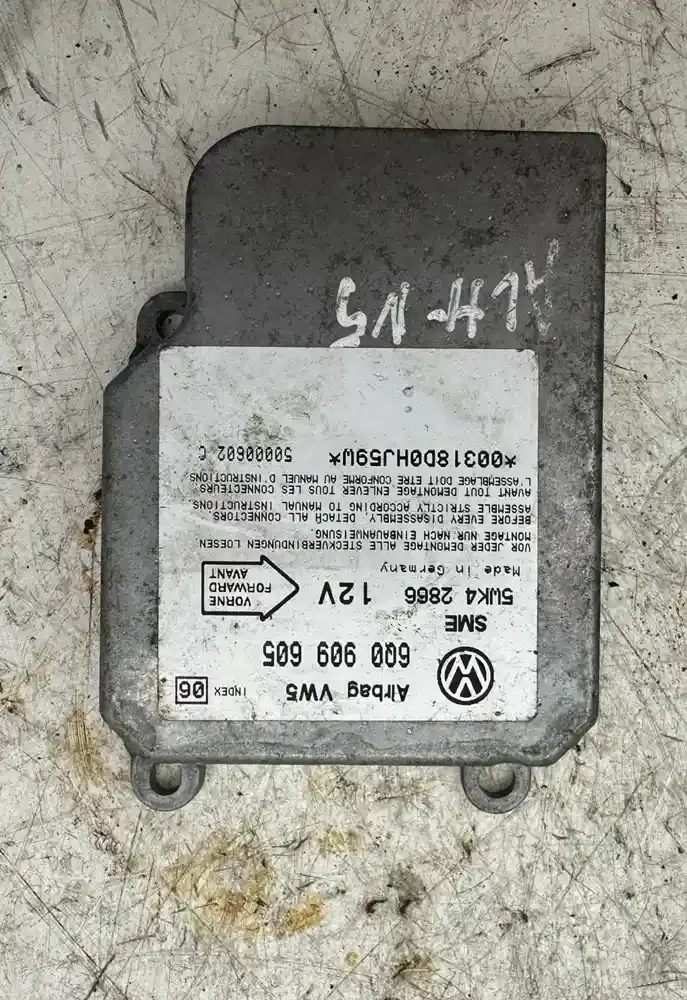 Airbag VW5 INDEX 06
6Q0 909 605
SME
5WK4 2866 12V
Made in Germany
VORNE
FORWARD
AVANT
VOR JEDER DEMONTAGE ALLE STECKVERBINDUNGEN LOESEN.
MONTAGE NUR NACH EINBAUANWEISUNG.
BEFORE EVERY DISASSEMBLY, DETACH ALL CONNECTORS.
ASSEMBLE STRICTLY ACCORDING TO MANUAL INSTRUCTIONS.
AVANT TOUT DEMONTAGE ENLEVER TOUS LES CONNECTEURS.
L'ASSEMBLAGE DOIT ETRE CONFORME AU MANUEL D INSTRUCTIONS
*00318D0HJ59W* 50000602 C
ALH N5